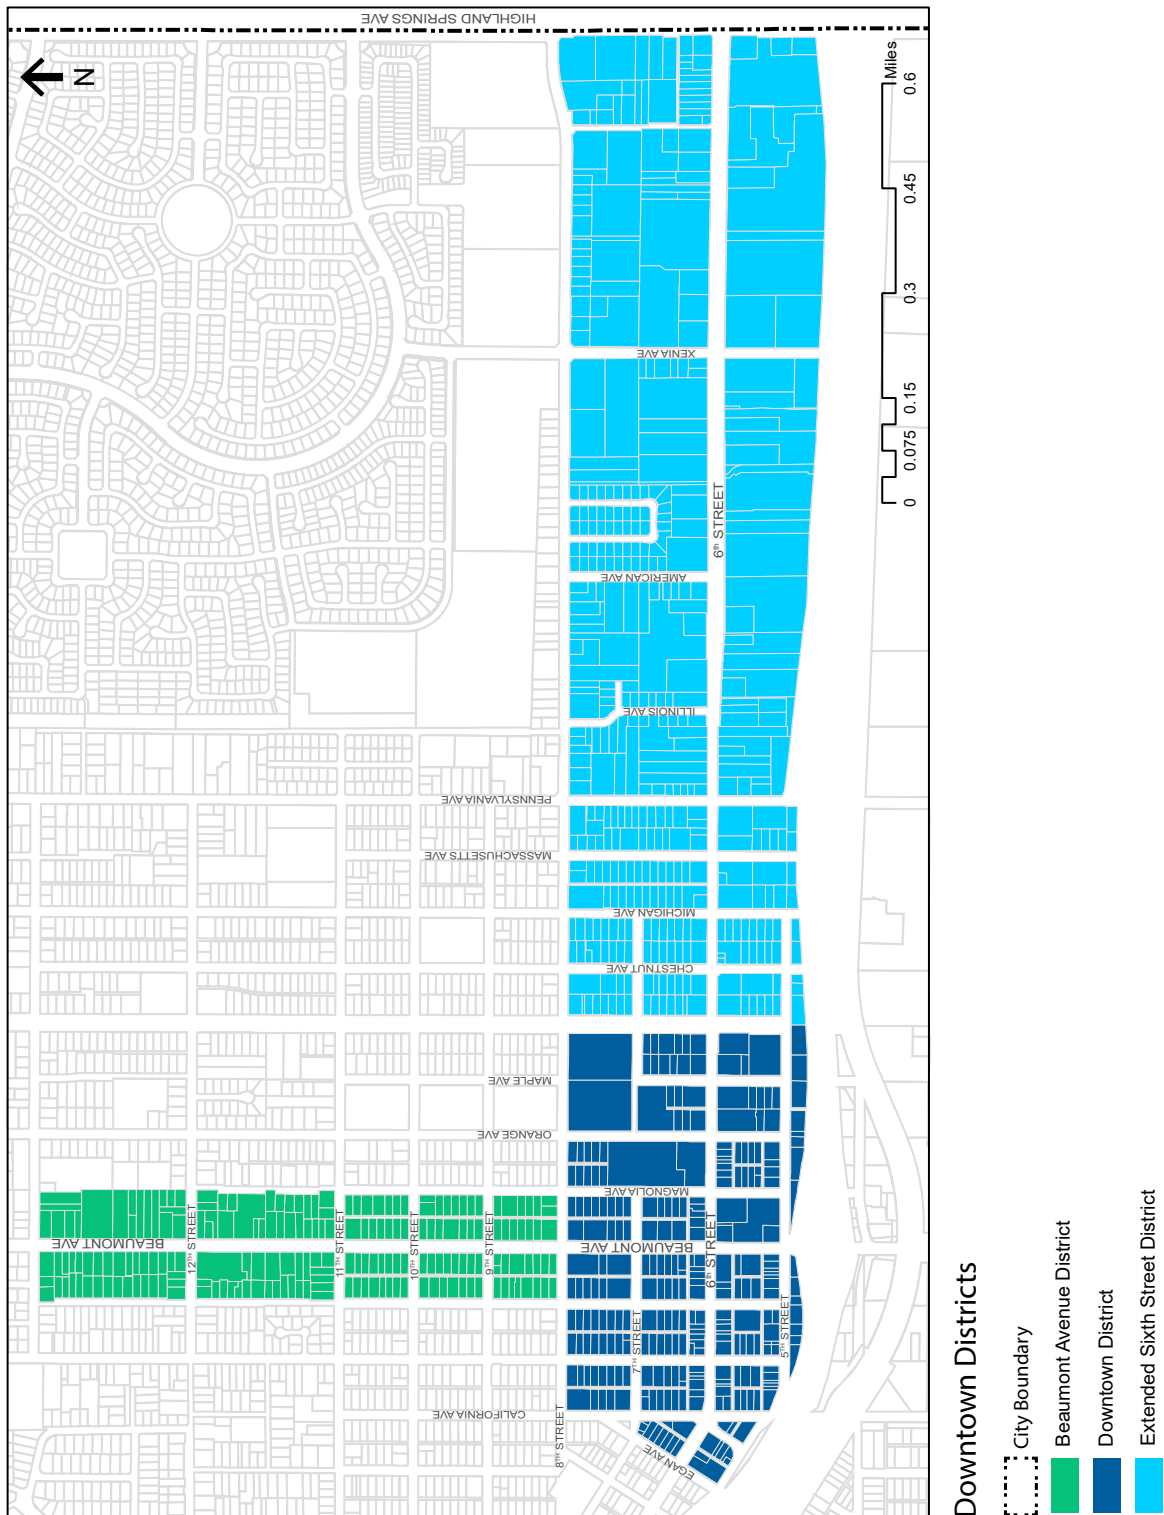 HIGHLAND SPRINGS AVE
N
XENIA AVE
6th STREET
AMERICAN AVE
ILLINOIS AVE
PENNSYLVANIA AVE
MASSACHUSETTS AVE
MICHIGAN AVE
CHESTNUT AVE
MAPLE AVE
ORANGE AVE
MAGNOLIA AVE
BEAUMONT AVE
BEAUMONT AVE
12TH STREET
11TH STREET
10TH STREET
9TH STREET
6th STREET
7TH STREET
5TH STREET
CALIFORNIA AVE
8TH STREET
EGAN AVE
0 0.075 0.15 0.3 0.45 0.6
Miles
Downtown Districts
City Boundary
Beaumont Avenue District
Downtown District
Extended Sixth Street District